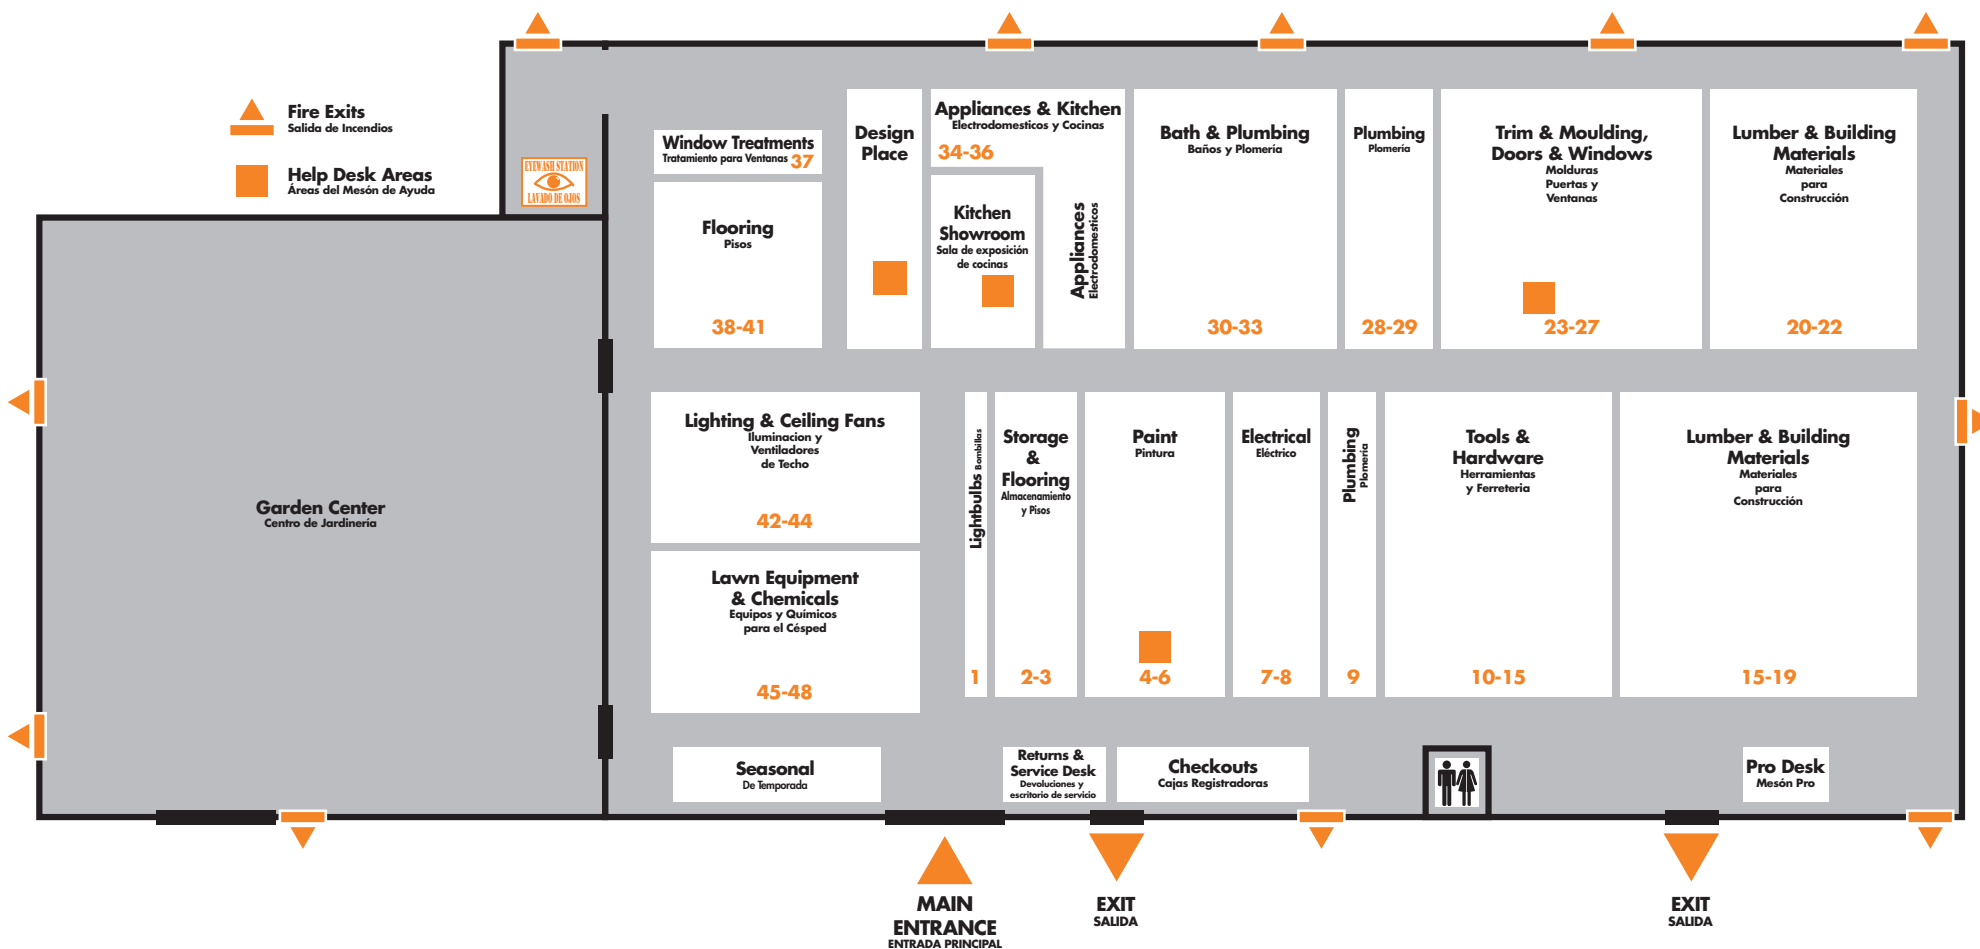 Fire Exits
Salida de Incendios
Help Desk Areas
Áreas del Mesón de Ayuda
EYEWASH STATION
LAVADO DE OJOS
Window Treatments
Tratamiento para Ventanas 37
Flooring
Pisos
38-41
Design
Place
Appliances & Kitchen
Electrodomesticos y Cocinas
34-36
Kitchen
Showroom
Sala de exposición
de cocinas
Appliances
Electrodomesticos
Bath & Plumbing
Baños y Plomería
30-33
Plumbing
Plomería
28-29
Trim & Moulding,
Doors & Windows
Molduras
Puertas y
Ventanas
23-27
Lumber & Building
Materials
Materiales
para
Construcción
20-22
Garden Center
Centro de Jardinería
Lighting & Ceiling Fans
Iluminacion y
Ventiladores
de Techo
42-44
Lawn Equipment
& Chemicals
Equipos y Químicos
para el Césped
45-48
Lightbulbs Bombillas
1
Storage
&
Flooring
Almacenamiento
y Pisos
2-3
Paint
Pintura
4-6
Electrical
Eléctrico
7-8
Plumbing
Plomería
9
Tools &
Hardware
Herramientas
y Ferreteria
10-15
Lumber & Building
Materials
Materiales
para
Construcción
15-19
Seasonal
De Temporada
Returns &
Service Desk
Devoluciones y
escritorio de servicio
Checkouts
Cajas Registradoras
Pro Desk
Mesón Pro
MAIN
ENTRANCE
ENTRADA PRINCIPAL
EXIT
SALIDA
EXIT
SALIDA